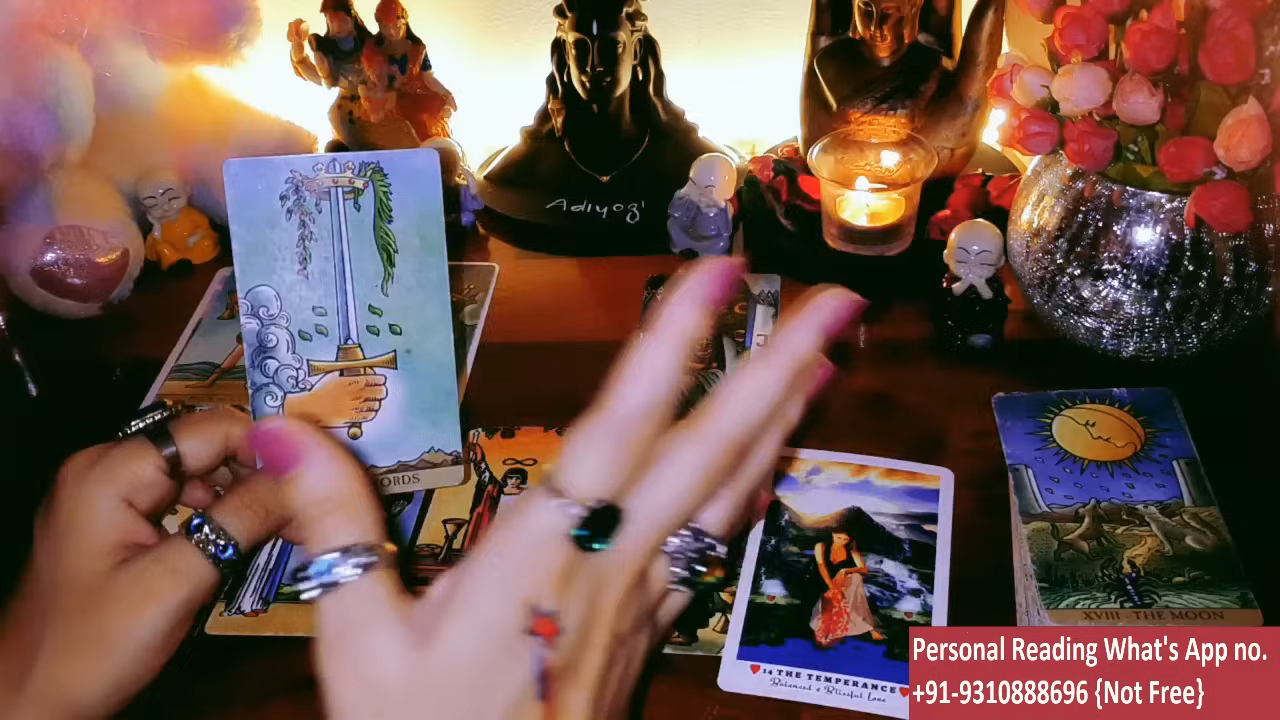 Adiyogi
ORDS
XVIII - THE MOON
14 THE TEMPERANCE
Balanced & Blissful Love
Personal Reading What's App no.
+91-9310888696 {Not Free}